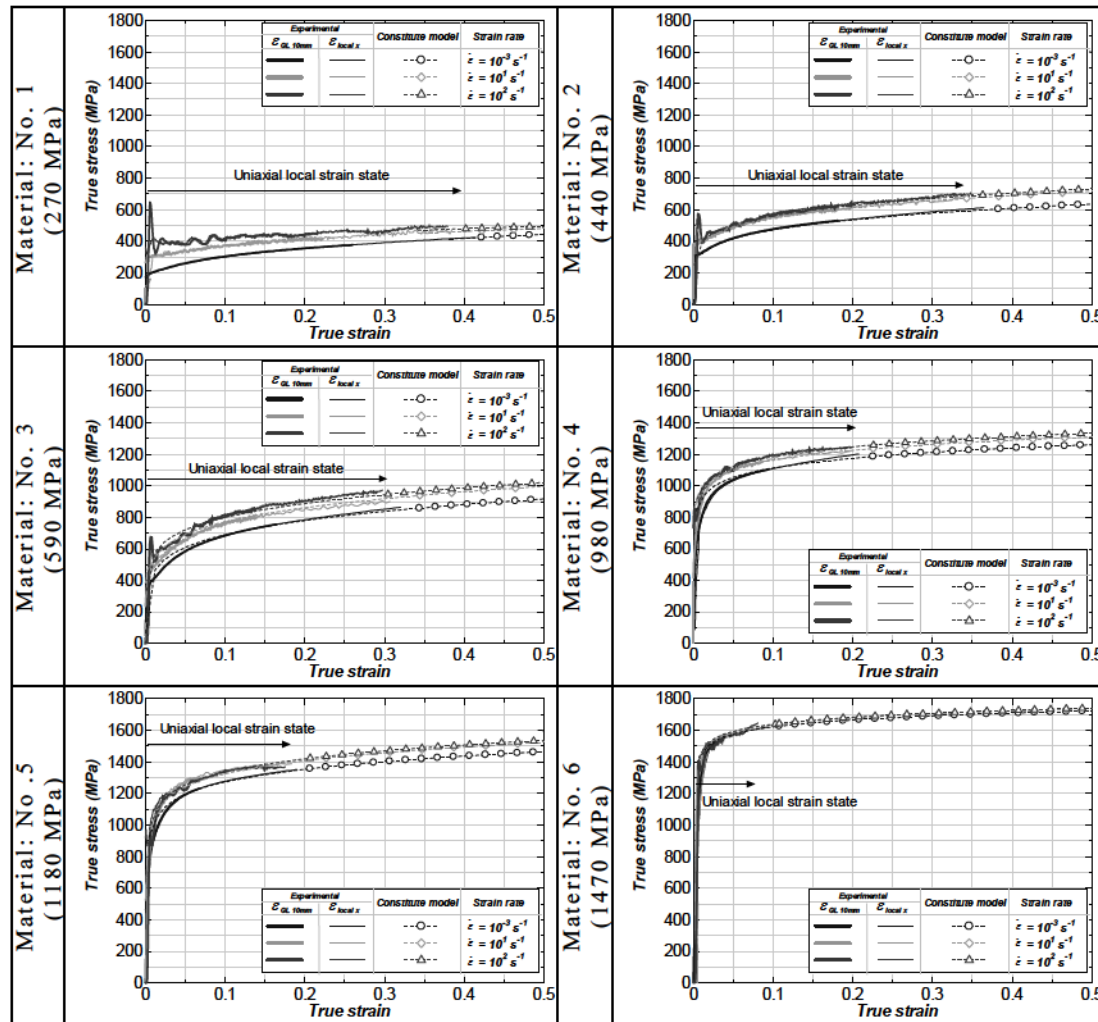 Material: No. 1
(270 MPa)
True stress (MPa)
1800
1600
1400
1200
1000
800
600
400
200
0
Experimental
ε GL 10mm
ε local x
Constitute model
Strain rate
ε̇ = 10⁻³ s⁻¹
ε̇ = 10¹ s⁻¹
ε̇ = 10² s⁻¹
Uniaxial local strain state
0 0.1 0.2 0.3 0.4 0.5
True strain
Material: No. 2
(440 MPa)
True stress (MPa)
1800
1600
1400
1200
1000
800
600
400
200
0
Experimental
ε GL 10mm
ε local x
Constitute model
Strain rate
ε̇ = 10⁻³ s⁻¹
ε̇ = 10¹ s⁻¹
ε̇ = 10² s⁻¹
Uniaxial local strain state
0 0.1 0.2 0.3 0.4 0.5
True strain
Material: No. 3
(590 MPa)
True stress (MPa)
1800
1600
1400
1200
1000
800
600
400
200
0
Experimental
ε GL 10mm
ε local x
Constitute model
Strain rate
ε̇ = 10⁻³ s⁻¹
ε̇ = 10¹ s⁻¹
ε̇ = 10² s⁻¹
Uniaxial local strain state
0 0.1 0.2 0.3 0.4 0.5
True strain
Material: No. 4
(980 MPa)
True stress (MPa)
1800
1600
1400
1200
1000
800
600
400
200
0
Uniaxial local strain state
Experimental
ε GL 10mm
ε local x
Constitute model
Strain rate
ε̇ = 10⁻³ s⁻¹
ε̇ = 10¹ s⁻¹
ε̇ = 10² s⁻¹
0 0.1 0.2 0.3 0.4 0.5
True strain
Material: No .5
(1180 MPa)
True stress (MPa)
1800
1600
1400
1200
1000
800
600
400
200
0
Uniaxial local strain state
Experimental
ε GL 10mm
ε local x
Constitute model
Strain rate
ε̇ = 10⁻³ s⁻¹
ε̇ = 10¹ s⁻¹
ε̇ = 10² s⁻¹
0 0.1 0.2 0.3 0.4 0.5
True strain
Material: No. 6
(1470 MPa)
True stress (MPa)
1800
1600
1400
1200
1000
800
600
400
200
0
Uniaxial local strain state
Experimental
ε GL 10mm
ε local x
Constitute model
Strain rate
ε̇ = 10⁻³ s⁻¹
ε̇ = 10¹ s⁻¹
ε̇ = 10² s⁻¹
0 0.1 0.2 0.3 0.4 0.5
True strain